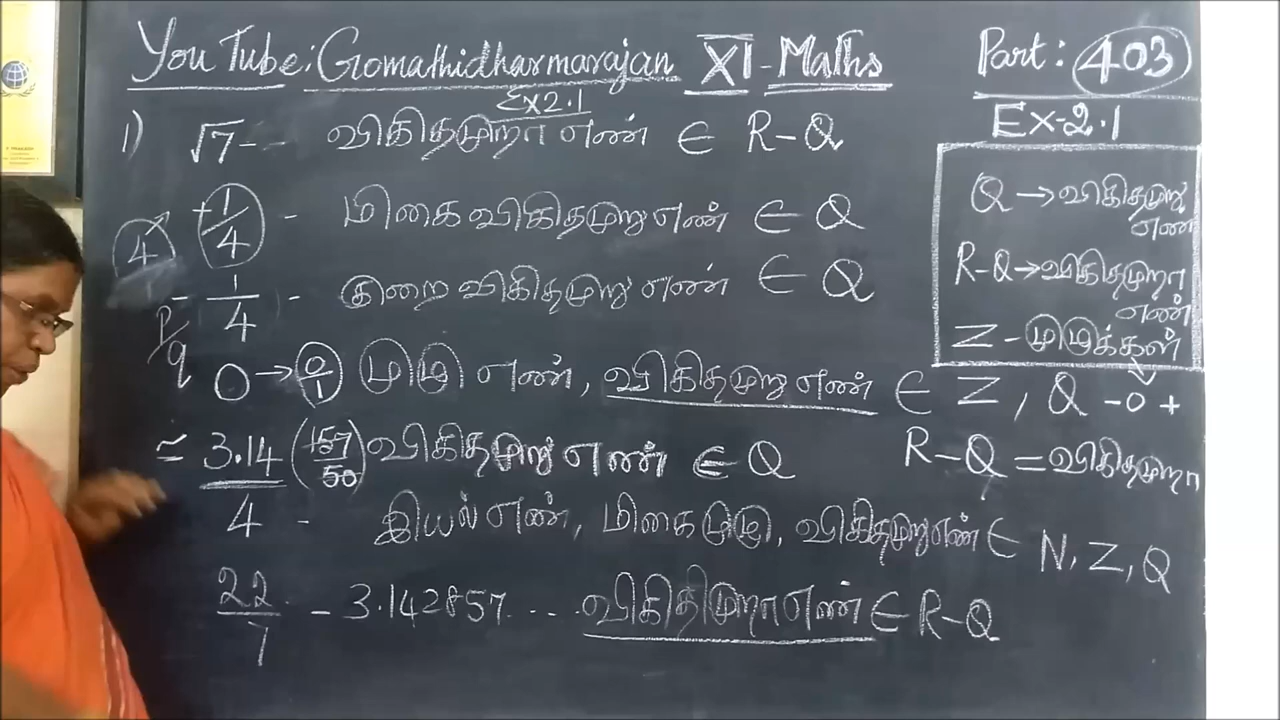 YouTube: Gomathidharmarajan XI - Maths Part: 403
Ex 2.1
Ex-2.1
1) √7 - விகிதமுறா எண் ∈ R-Q
+1/4 - மிகை விகிதமுறு எண் ∈ Q
4/1
-1/4 - குறை விகிதமுறு எண் ∈ Q
p/q
0 → 0/1 முழு எண், விகிதமுறு எண் ∈ Z, Q
≃ 3.14 (157/50) விகிதமுறு எண் ∈ Q
4 - இயல் எண், மிகை முழு, விகிதமுறு எண் ∈ N, Z, Q
22/7 - 3.142857... விகிதமுறா எண் ∈ R-Q
Q → விகிதமுறு
எண்
R-Q → விகிதமுறா
எண்
Z - முழுக்கள்
- 0 +
R-Q = விகிதமுறா